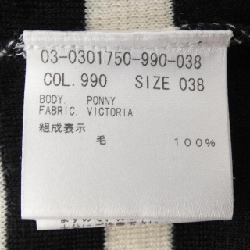 03-0301750-990-038
COL. 990 SIZE 038
BODY. PONNY
FABRIC. VICTORIA
組成表示
毛 100%